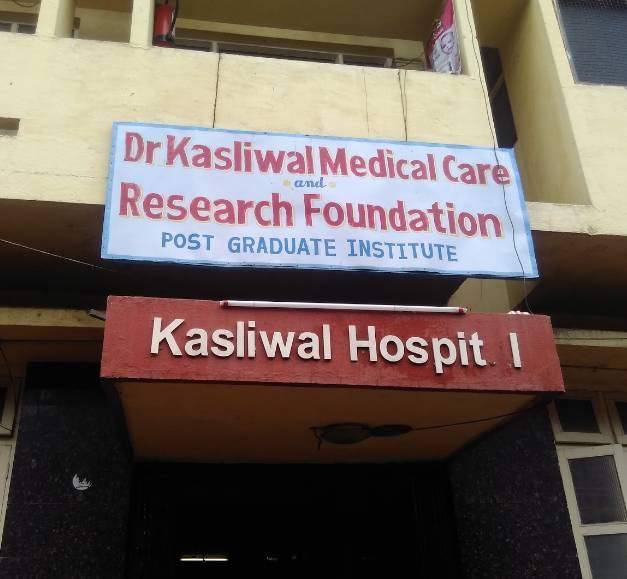 Dr Kasliwal Medical Care
and
Research Foundation
POST GRADUATE INSTITUTE
Kasliwal Hospit l